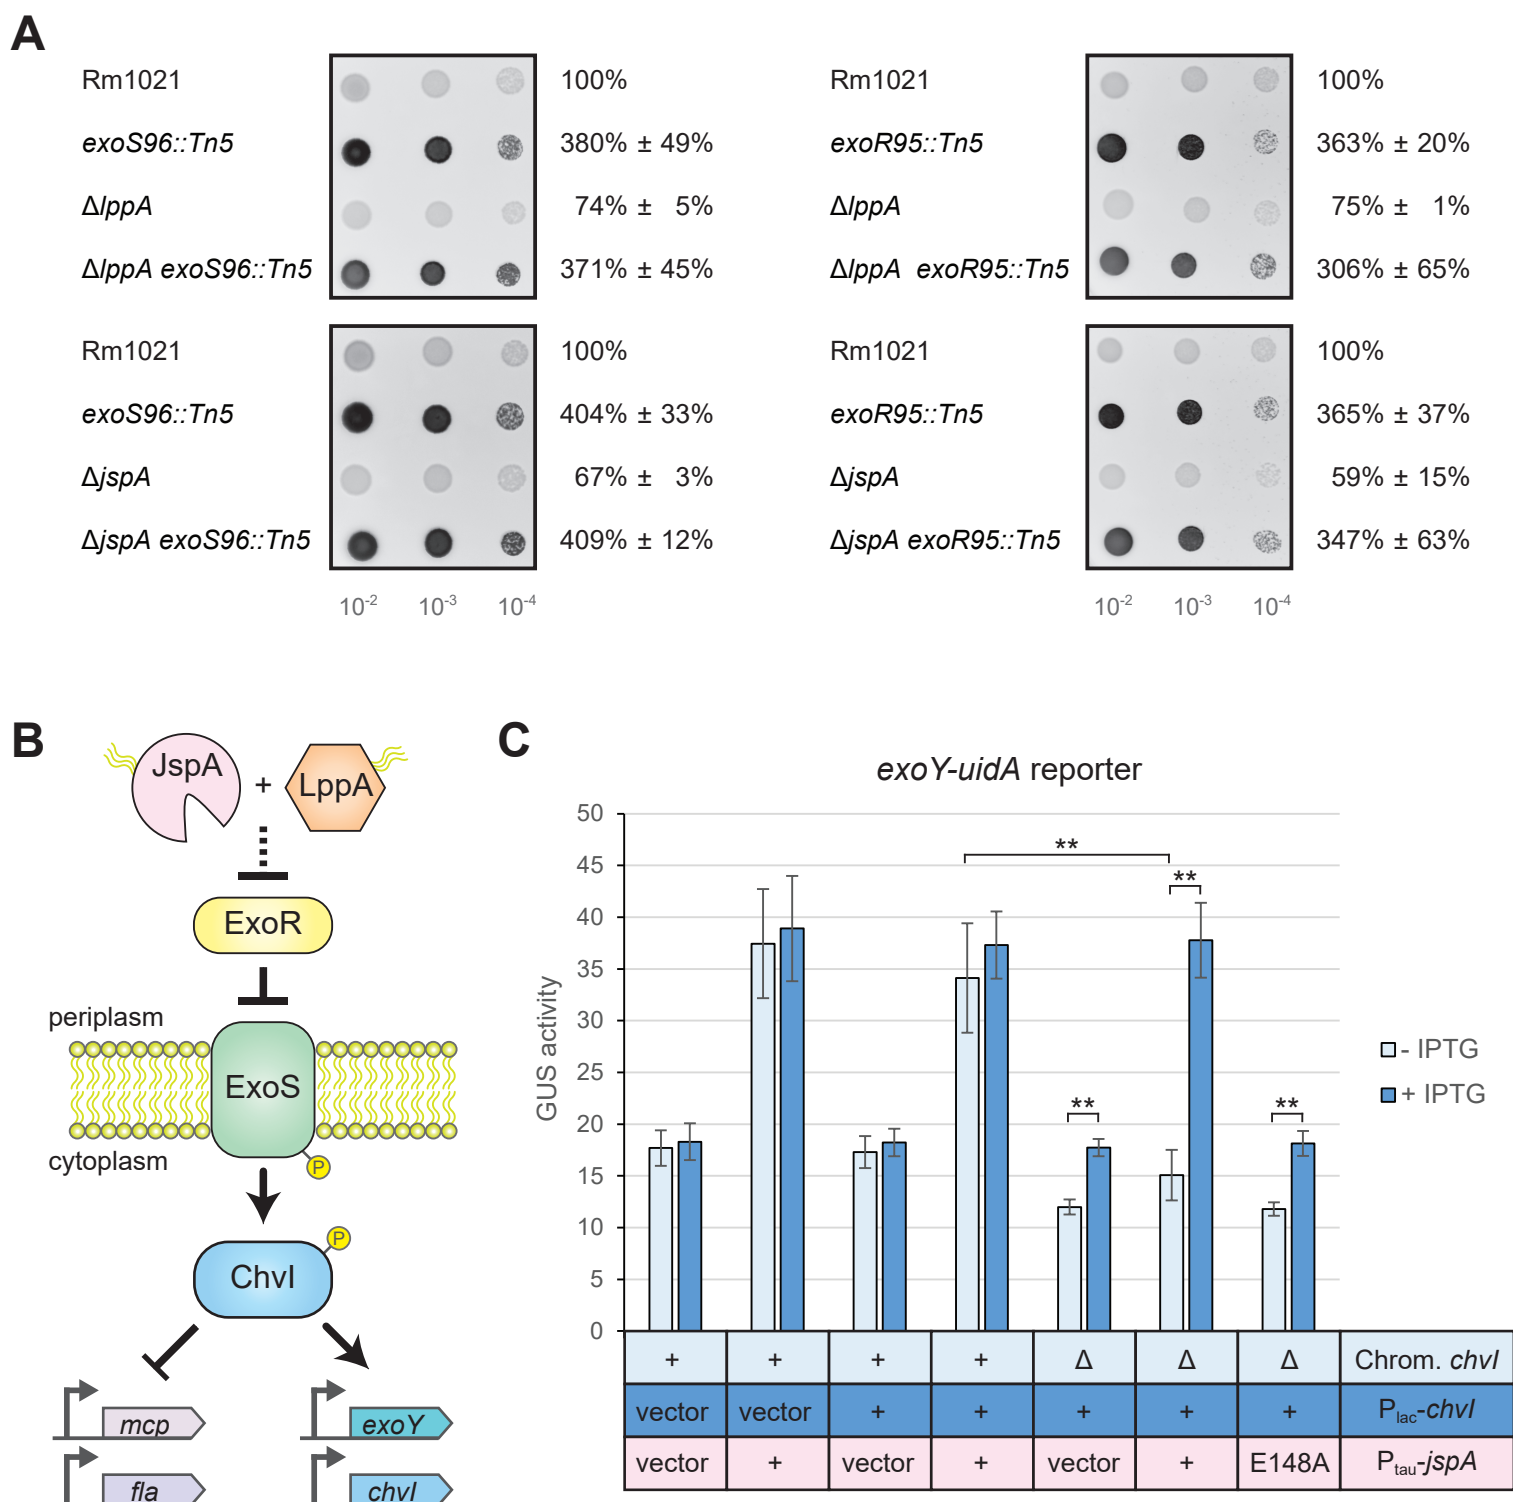 A
Rm1021 100%
exoS96::Tn5 380% ± 49%
ΔlppA 74% ± 5%
ΔlppA exoS96::Tn5 371% ± 45%
Rm1021 100%
exoR95::Tn5 363% ± 20%
ΔlppA 75% ± 1%
ΔlppA exoR95::Tn5 306% ± 65%
Rm1021 100%
exoS96::Tn5 404% ± 33%
ΔjspA 67% ± 3%
ΔjspA exoS96::Tn5 409% ± 12%
10-2 10-3 10-4
Rm1021 100%
exoR95::Tn5 365% ± 37%
ΔjspA 59% ± 15%
ΔjspA exoR95::Tn5 347% ± 63%
10-2 10-3 10-4
B
JspA + LppA
ExoR
periplasm
ExoS
cytoplasm
P
P
ChvI
mcp exoY
fla chvI
C
exoY-uidA reporter
GUS activity
50
45
40
35
30
25
20
15
10
5
0
**
**
** **
- IPTG
+ IPTG
+ + + + Δ Δ Δ Chrom. chvI
vector vector + + + + + Plac-chvI
vector + vector + vector + E148A Ptau-jspA